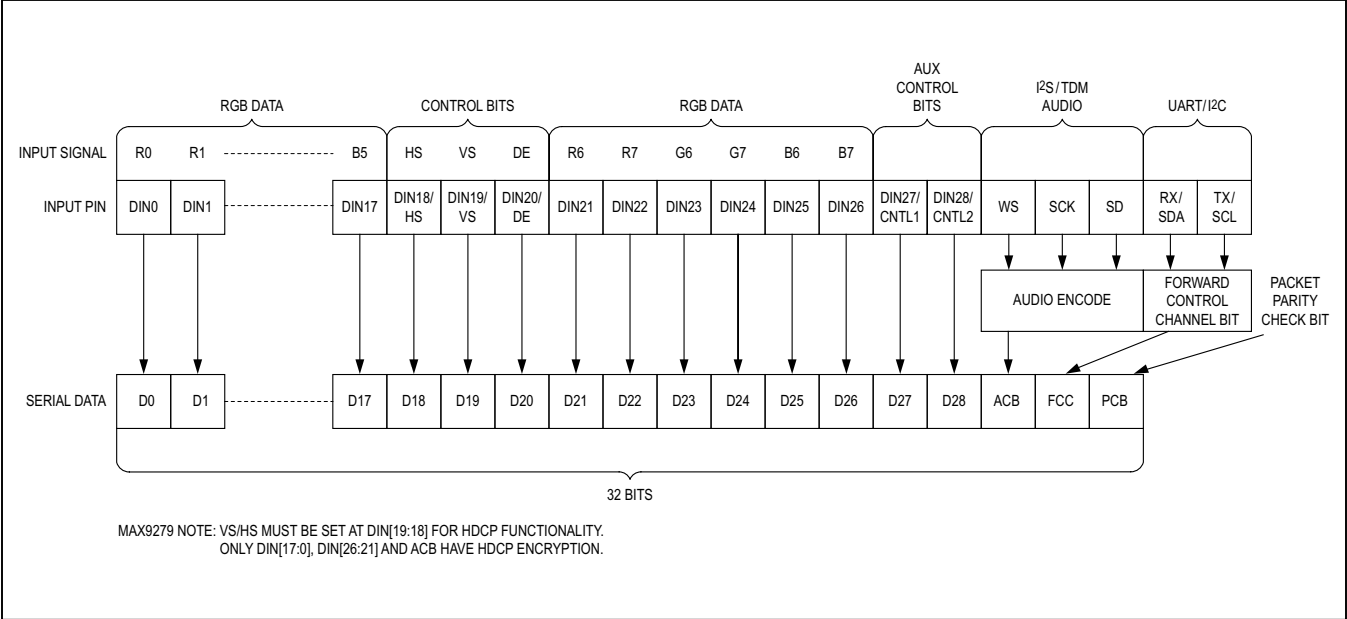 AUX
CONTROL
BITS
I2S/TDM
AUDIO
RGB DATA
CONTROL BITS
RGB DATA
UART/I2C
INPUT SIGNAL R0 R1 B5 HS VS DE R6 R7 G6 G7 B6 B7
INPUT PIN DIN0 DIN1 DIN17 DIN18/ HS DIN19/ VS DIN20/ DE DIN21 DIN22 DIN23 DIN24 DIN25 DIN26 DIN27/ CNTL1 DIN28/ CNTL2 WS SCK SD RX/ SDA TX/ SCL
AUDIO ENCODE
FORWARD
CONTROL
CHANNEL BIT
PACKET
PARITY
CHECK BIT
SERIAL DATA D0 D1 D17 D18 D19 D20 D21 D22 D23 D24 D25 D26 D27 D28 ACB FCC PCB
32 BITS
MAX9279 NOTE: VS/HS MUST BE SET AT DIN[19:18] FOR HDCP FUNCTIONALITY.
ONLY DIN[17:0], DIN[26:21] AND ACB HAVE HDCP ENCRYPTION.